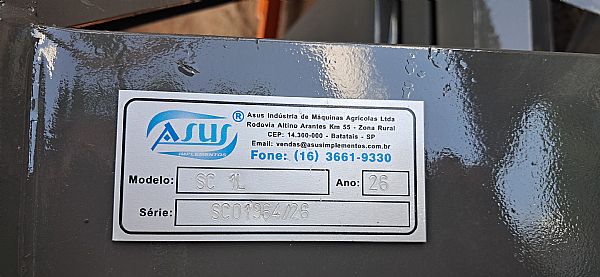 ASUS ®
IMPLEMENTOS
Asus Indústria de Máquinas Agrícolas Ltda
Rodovia Altino Arantes Km 55 - Zona Rural
CEP: 14.300-000 - Batatais - SP
Email: vendas@asusimplementos.com.br
Fone: (16) 3661-9330
Modelo: SC 1L Ano: 26
Série: SC01964/26